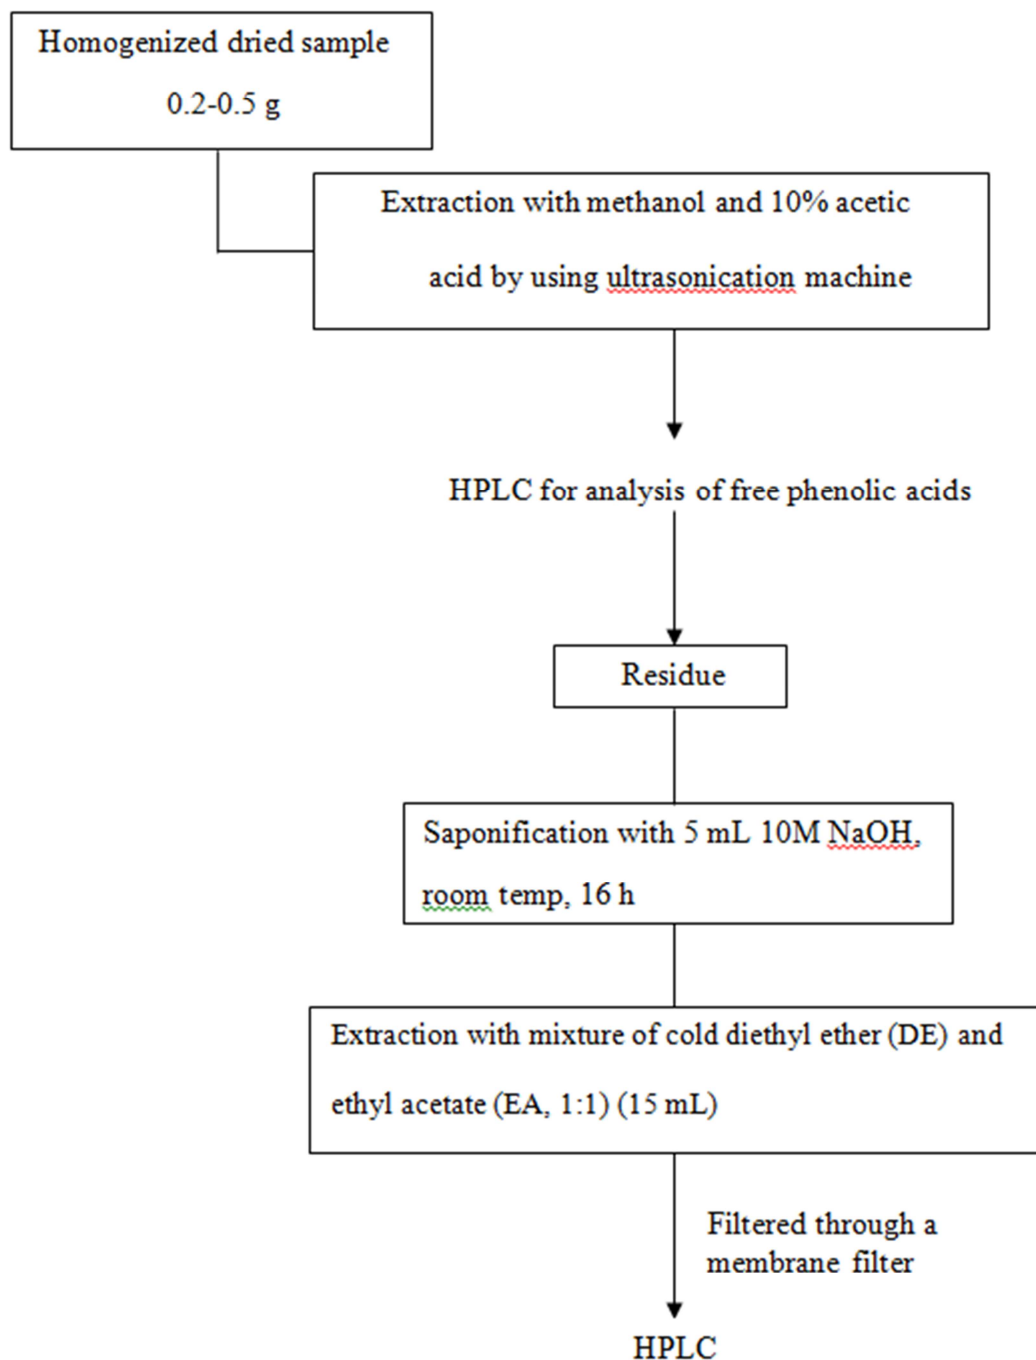 Homogenized dried sample
0.2-0.5 g
Extraction with methanol and 10% acetic
acid by using ultrasonication machine
HPLC for analysis of free phenolic acids
Residue
Saponification with 5 mL 10M NaOH,
room temp, 16 h
Extraction with mixture of cold diethyl ether (DE) and
ethyl acetate (EA, 1:1) (15 mL)
Filtered through a
membrane filter
HPLC